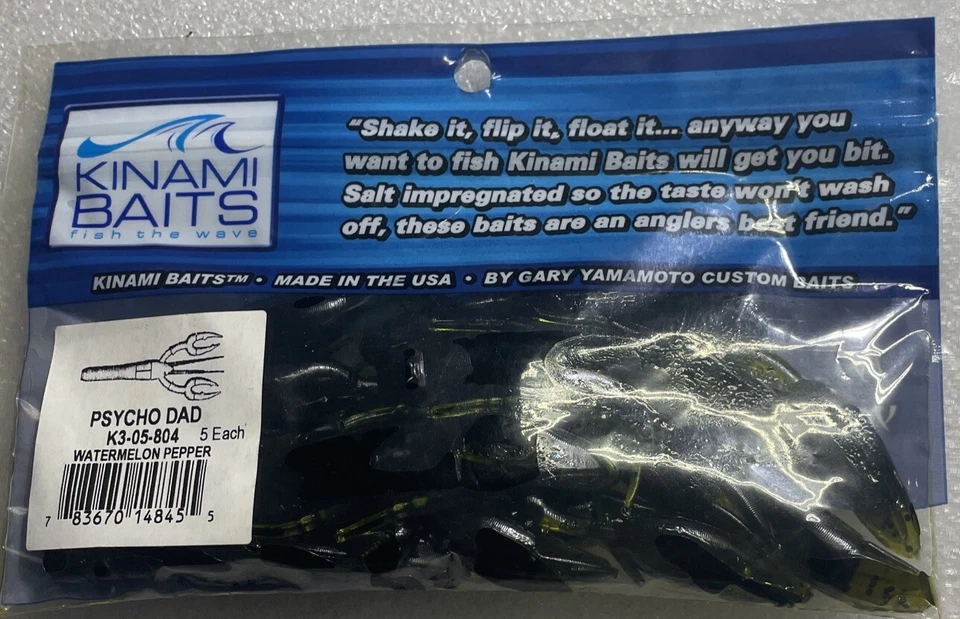 KINAMI
BAITS
fish the wave
"Shake it, flip it, float it... anyway you
want to fish Kinami Baits will get you bit.
Salt impregnated so the taste won't wash
off, these baits are an anglers best friend."
KINAMI BAITS™ • MADE IN THE USA • BY GARY YAMAMOTO CUSTOM BAITS
PSYCHO DAD
K3-05-804 5 Each
WATERMELON PEPPER
7 83670 14845 5